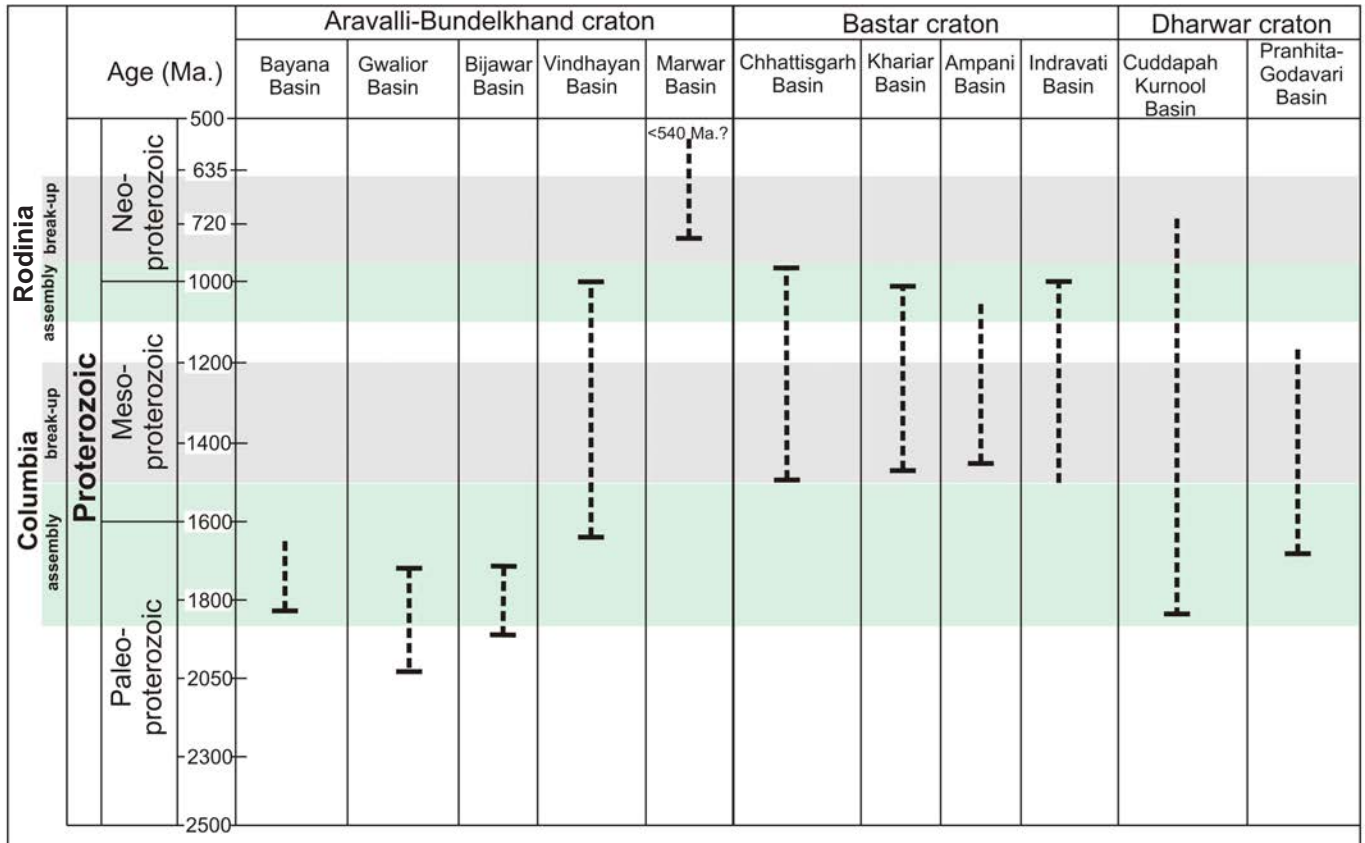 Aravalli-Bundelkhand craton
Bastar craton
Dharwar craton
Age (Ma.)
Bayana
Basin
Gwalior
Basin
Bijawar
Basin
Vindhayan
Basin
Marwar
Basin
Chhattisgarh
Basin
Khariar
Basin
Ampani
Basin
Indravati
Basin
Cuddapah
Kurnool
Basin
Pranhita-
Godavari
Basin
500
<540 Ma.?
635
720
1000
1200
1400
1600
1800
2050
2300
2500
Rodinia
break-up
assembly
Columbia
break-up
assembly
Proterozoic
Neo-
proterozoic
Meso-
proterozoic
Paleo-
proterozoic